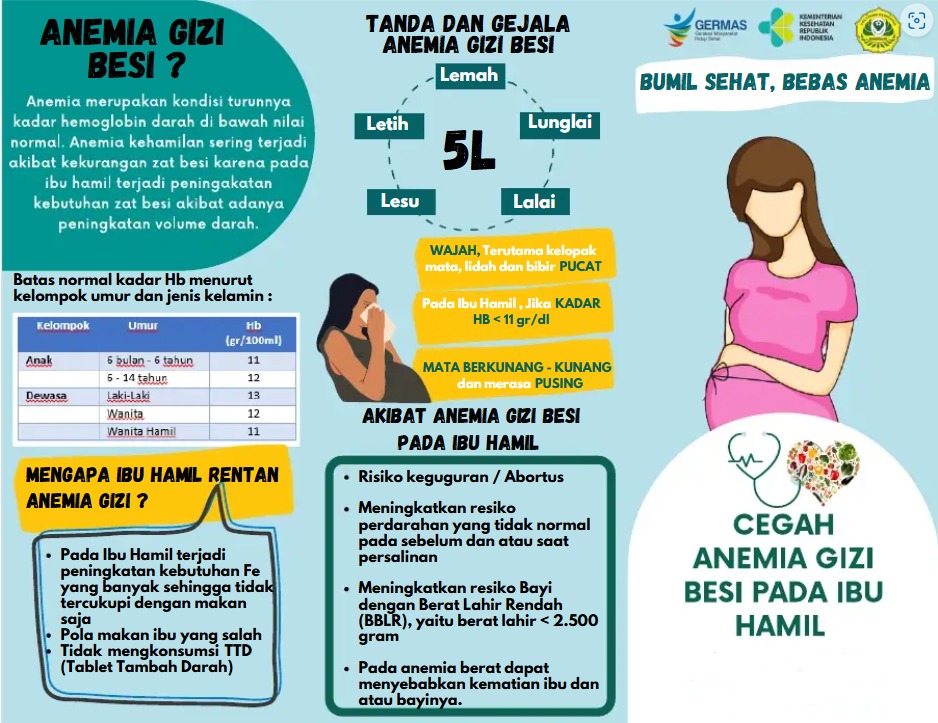 ANEMIA GIZI
BESI ?
Anemia merupakan kondisi turunnya
kadar hemoglobin darah di bawah nilai
normal. Anemia kehamilan sering terjadi
akibat kekurangan zat besi karena pada
ibu hamil terjadi peningakatan
kebutuhan zat besi akibat adanya
peningkatan volume darah.
Batas normal kadar Hb menurut
kelompok umur dan jenis kelamin :
Kelompok Umur Hb
(gr/100ml)
Anak 6 bulan - 6 tahun 11
6 - 14 tahun 12
Dewasa Laki-Laki 13
Wanita 12
Wanita Hamil 11
MENGAPA IBU HAMIL RENTAN
ANEMIA GIZI ?
• Pada Ibu Hamil terjadi
peningkatan kebutuhan Fe
yang banyak sehingga tidak
tercukupi dengan makan
saja
• Pola makan ibu yang salah
• Tidak mengkonsumsi TTD
(Tablet Tambah Darah)
TANDA DAN GEJALA
ANEMIA GIZI BESI
Lemah
Letih
Lunglai
5L
Lesu
Lalai
WAJAH, Terutama kelopak
mata, lidah dan bibir PUCAT
Pada Ibu Hamil , Jika KADAR
HB < 11 gr/dl
MATA BERKUNANG - KUNANG
dan merasa PUSING
AKIBAT ANEMIA GIZI BESI
PADA IBU HAMIL
• Risiko keguguran / Abortus
• Meningkatkan resiko
perdarahan yang tidak normal
pada sebelum dan atau saat
persalinan
• Meningkatkan resiko Bayi
dengan Berat Lahir Rendah
(BBLR), yaitu berat lahir < 2.500
gram
• Pada anemia berat dapat
menyebabkan kematian ibu dan
atau bayinya.
GERMAS
Gerakan Masyarakat
Hidup Sehat
KEMENTERIAN
KESEHATAN
REPUBLIK
INDONESIA
BUMIL SEHAT, BEBAS ANEMIA
CEGAH
ANEMIA GIZI
BESI PADA IBU
HAMIL